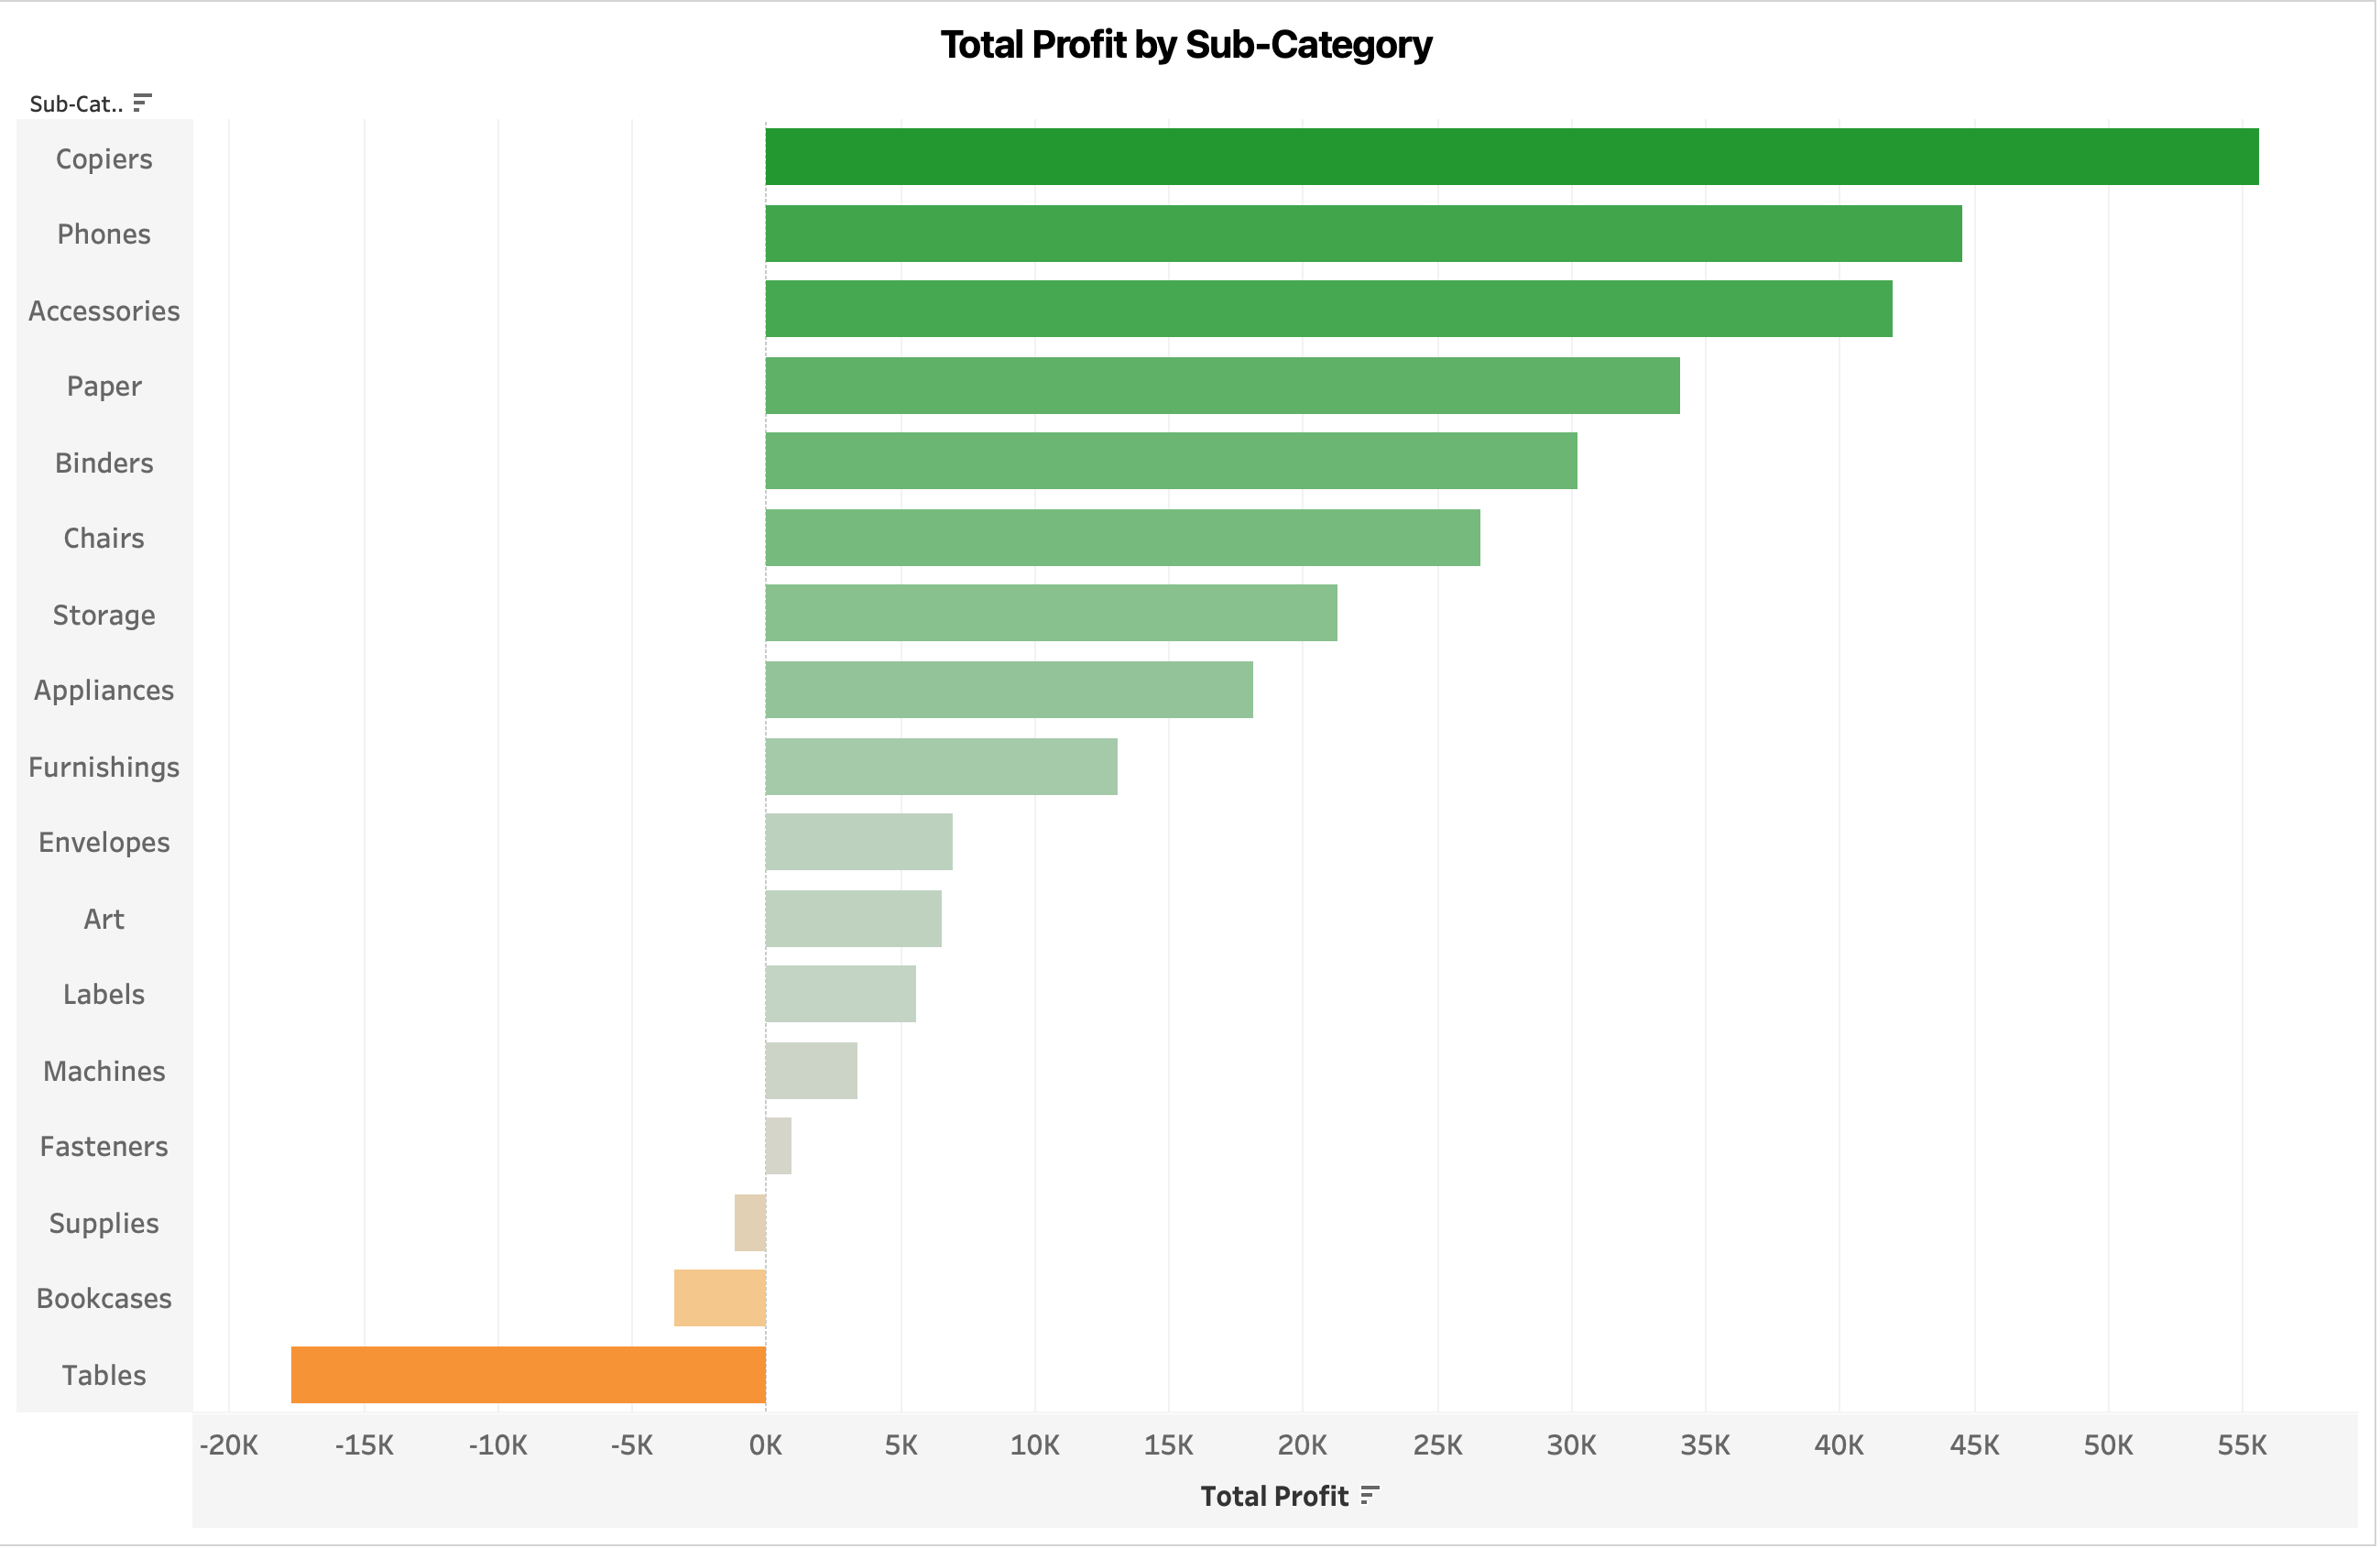 Total Profit by Sub-Category
Sub-Cat..
Copiers
Phones
Accessories
Paper
Binders
Chairs
Storage
Appliances
Furnishings
Envelopes
Art
Labels
Machines
Fasteners
Supplies
Bookcases
Tables
-20K -15K -10K -5K 0K 5K 10K 15K 20K 25K 30K 35K 40K 45K 50K 55K
Total Profit